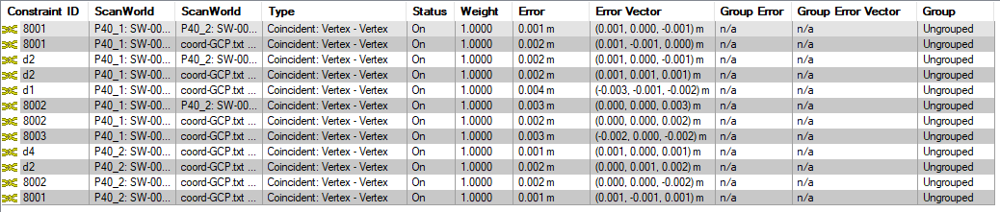 Constraint ID ScanWorld ScanWorld Type Status Weight Error Error Vector Group Error Group Error Vector Group
8001 P40_1: SW-00... P40_2: SW-00... Coincident: Vertex - Vertex On 1.0000 0.001 m (0.001, 0.000, -0.001) m n/a n/a Ungrouped
8001 P40_1: SW-00... coord-GCP.txt ... Coincident: Vertex - Vertex On 1.0000 0.002 m (0.001, -0.001, 0.000) m n/a n/a Ungrouped
d2 P40_1: SW-00... P40_2: SW-00... Coincident: Vertex - Vertex On 1.0000 0.002 m (0.001, 0.000, -0.001) m n/a n/a Ungrouped
d2 P40_1: SW-00... coord-GCP.txt ... Coincident: Vertex - Vertex On 1.0000 0.002 m (0.001, 0.001, 0.001) m n/a n/a Ungrouped
d1 P40_1: SW-00... coord-GCP.txt ... Coincident: Vertex - Vertex On 1.0000 0.004 m (-0.003, -0.001, -0.002) m n/a n/a Ungrouped
8002 P40_1: SW-00... P40_2: SW-00... Coincident: Vertex - Vertex On 1.0000 0.003 m (0.000, 0.000, 0.003) m n/a n/a Ungrouped
8002 P40_1: SW-00... coord-GCP.txt ... Coincident: Vertex - Vertex On 1.0000 0.002 m (0.000, 0.000, 0.002) m n/a n/a Ungrouped
8003 P40_1: SW-00... coord-GCP.txt ... Coincident: Vertex - Vertex On 1.0000 0.003 m (-0.002, 0.000, -0.002) m n/a n/a Ungrouped
d4 P40_2: SW-00... coord-GCP.txt ... Coincident: Vertex - Vertex On 1.0000 0.001 m (0.001, 0.000, 0.001) m n/a n/a Ungrouped
d2 P40_2: SW-00... coord-GCP.txt ... Coincident: Vertex - Vertex On 1.0000 0.002 m (0.000, 0.001, 0.002) m n/a n/a Ungrouped
8002 P40_2: SW-00... coord-GCP.txt ... Coincident: Vertex - Vertex On 1.0000 0.002 m (0.000, 0.000, -0.002) m n/a n/a Ungrouped
8001 P40_2: SW-00... coord-GCP.txt ... Coincident: Vertex - Vertex On 1.0000 0.001 m (0.001, -0.001, 0.001) m n/a n/a Ungrouped